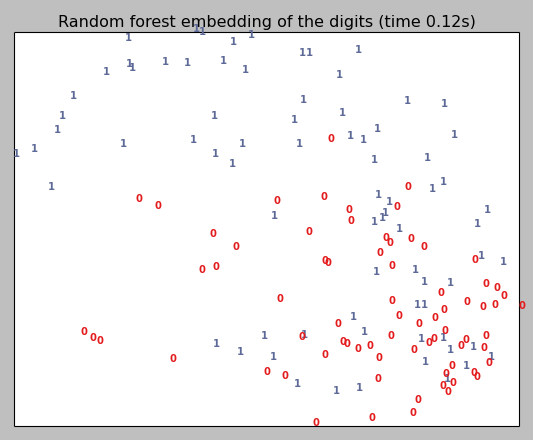 Random forest embedding of the digits (time 0.12s)